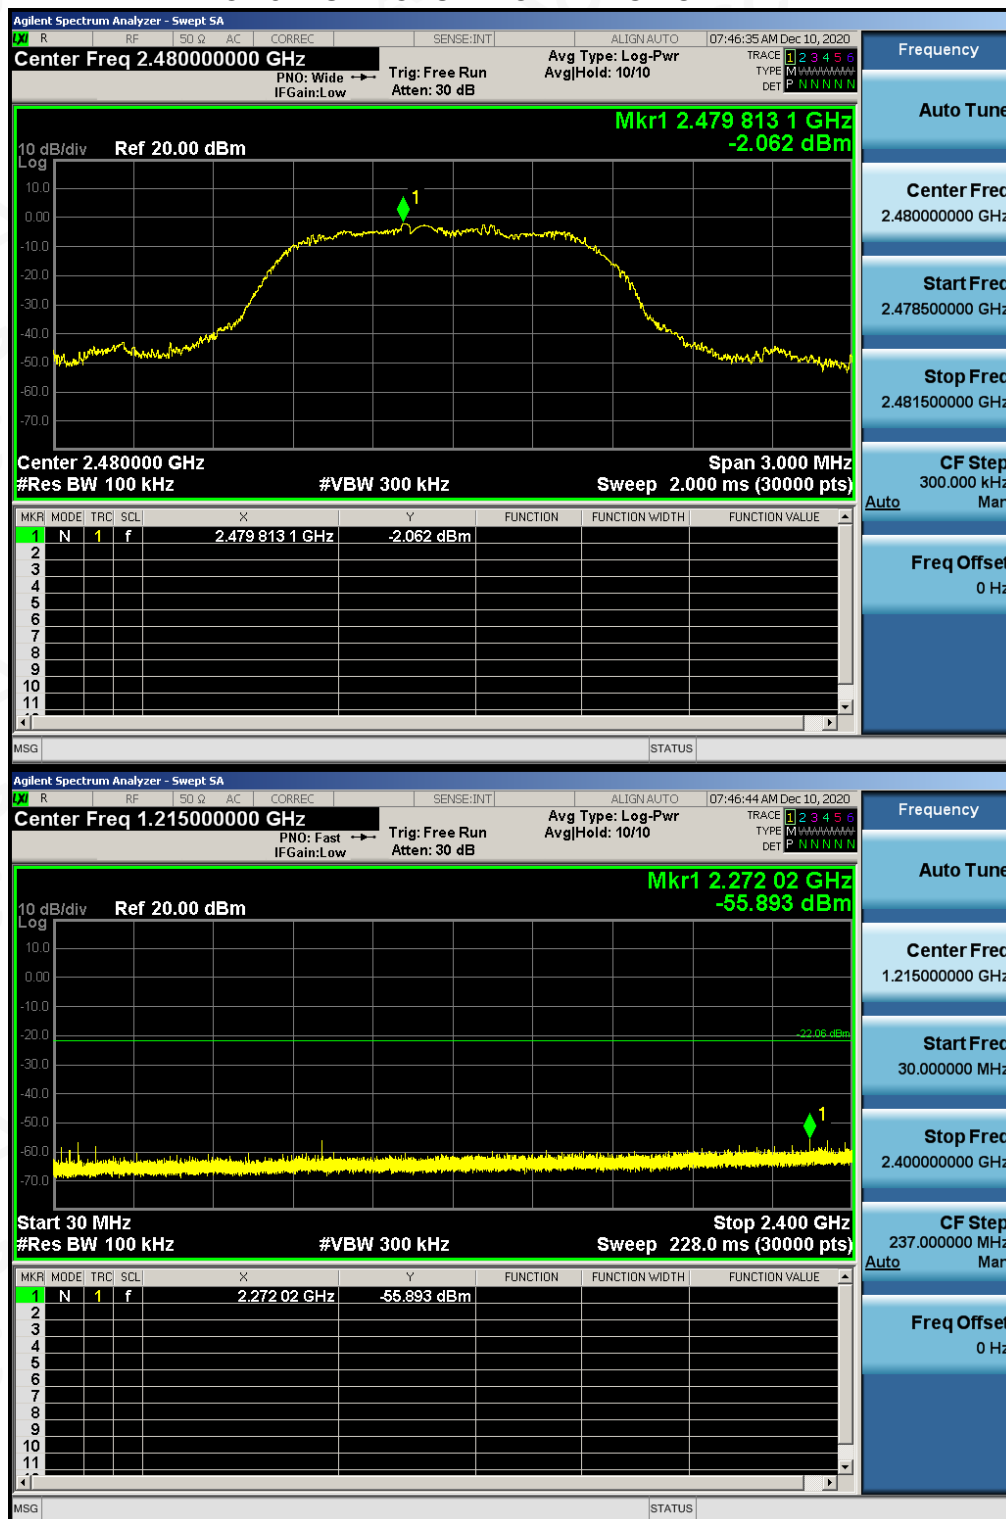 Agilent Spectrum Analyzer - Swept SA
LXI R RF 50 Ω AC CORREC SENSE:INT ALIGN AUTO 07:46:35 AM Dec 10, 2020
Center Freq 2.480000000 GHz
PNO: Wide
IFGain:Low
Trig: Free Run
Atten: 30 dB
Avg Type: Log-Pwr
Avg|Hold: 10/10
TRACE 1 2 3 4 5 6
TYPE M
DET P N N N N N
Mkr1 2.479 813 1 GHz
-2.062 dBm
10 dB/div Ref 20.00 dBm
Log
10.0
0.00
-10.0
-20.0
-30.0
-40.0
-50.0
-60.0
-70.0
1
Center 2.480000 GHz Span 3.000 MHz
#Res BW 100 kHz #VBW 300 kHz Sweep 2.000 ms (30000 pts)
MKR MODE TRC SCL X Y FUNCTION FUNCTION WIDTH FUNCTION VALUE
1 N 1 f 2.479 813 1 GHz -2.062 dBm
2
3
4
5
6
7
8
9
10
11
MSG STATUS
Frequency
Auto Tune
Center Freq
2.480000000 GHz
Start Freq
2.478500000 GHz
Stop Freq
2.481500000 GHz
CF Step
300.000 kHz
Auto Man
Freq Offset
0 Hz
Agilent Spectrum Analyzer - Swept SA
LXI R RF 50 Ω AC CORREC SENSE:INT ALIGN AUTO 07:46:44 AM Dec 10, 2020
Center Freq 1.215000000 GHz
PNO: Fast
IFGain:Low
Trig: Free Run
Atten: 30 dB
Avg Type: Log-Pwr
Avg|Hold: 10/10
TRACE 1 2 3 4 5 6
TYPE M
DET P N N N N N
Mkr1 2.272 02 GHz
-55.893 dBm
10 dB/div Ref 20.00 dBm
Log
10.0
0.00
-10.0
-20.0
-30.0
-40.0
-50.0
-60.0
-70.0
-22.06 dBm
1
Start 30 MHz Stop 2.400 GHz
#Res BW 100 kHz #VBW 300 kHz Sweep 228.0 ms (30000 pts)
MKR MODE TRC SCL X Y FUNCTION FUNCTION WIDTH FUNCTION VALUE
1 N 1 f 2.272 02 GHz -55.893 dBm
2
3
4
5
6
7
8
9
10
11
MSG STATUS
Frequency
Auto Tune
Center Freq
1.215000000 GHz
Start Freq
30.000000 MHz
Stop Freq
2.400000000 GHz
CF Step
237.000000 MHz
Auto Man
Freq Offset
0 Hz